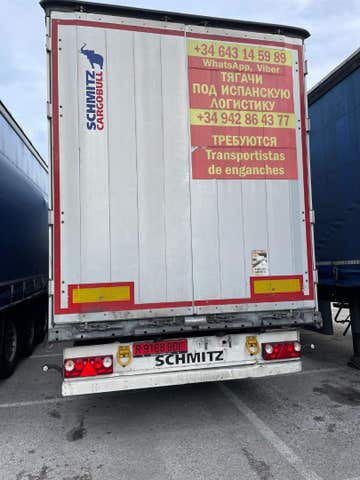 SCHMITZ
CARGOBULL
+34 643 14 59 89
WhatsApp, Viber
ТЯГАЧИ
ПОД ИСПАНСКУЮ
ЛОГИСТИКУ
+34 942 86 43 77
ТРЕБУЮТСЯ
Transportistas
de enganches
SCHMITZ